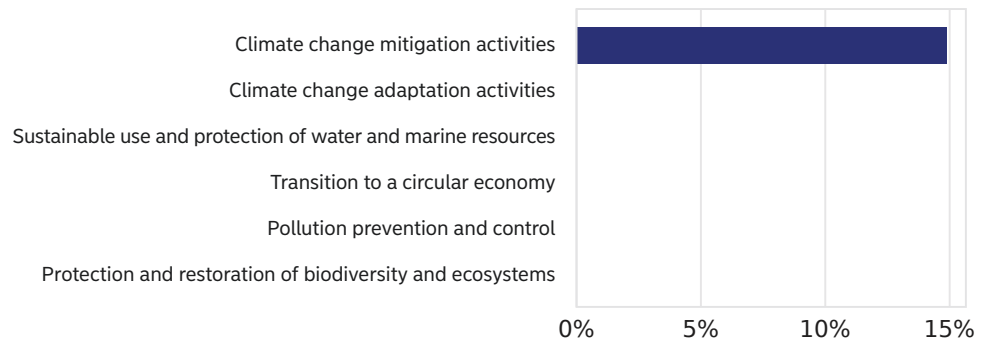 Climate change mitigation activities
Climate change adaptation activities
Sustainable use and protection of water and marine resources
Transition to a circular economy
Pollution prevention and control
Protection and restoration of biodiversity and ecosystems
0% 5% 10% 15%